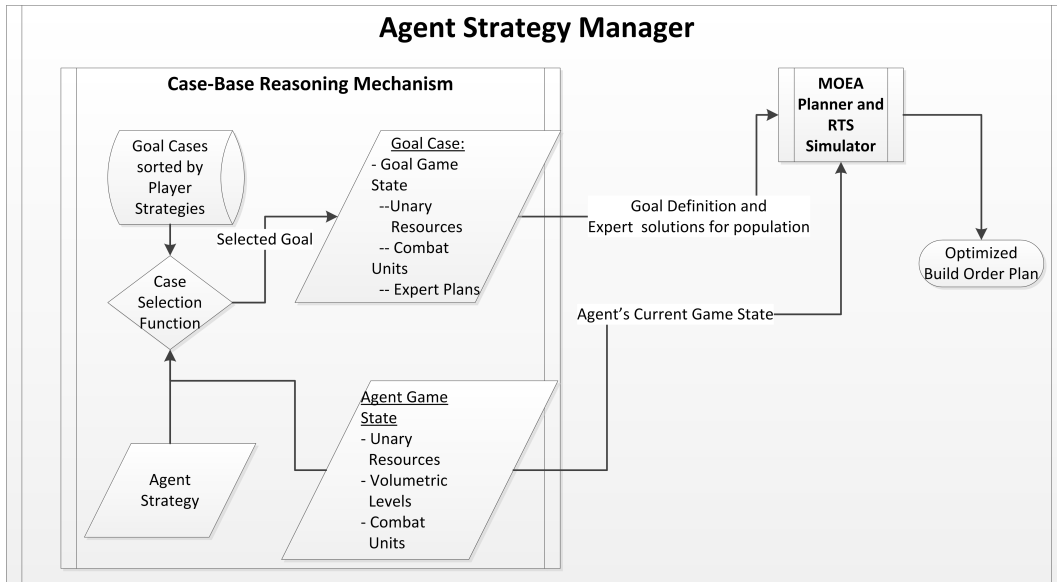 Agent Strategy Manager
Case-Base Reasoning Mechanism
Goal Cases
sorted by
Player
Strategies
Selected Goal
Case
Selection
Function
Agent
Strategy
Goal Case:
- Goal Game
State
--Unary
Resources
-- Combat
Units
-- Expert Plans
Agent Game
State
- Unary
Resources
- Volumetric
Levels
- Combat
Units
Goal Definition and
Expert solutions for population
Agent's Current Game State
MOEA
Planner and
RTS
Simulator
Optimized
Build Order Plan